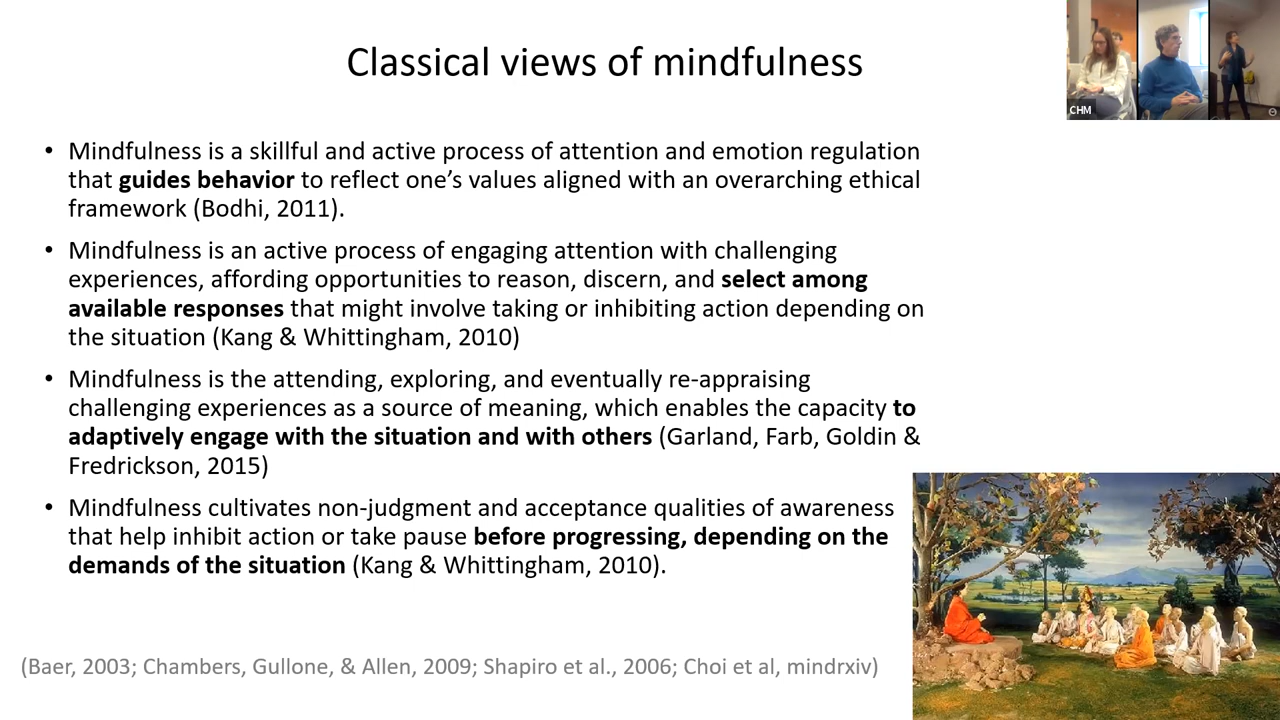 Classical views of mindfulness
CHM
• Mindfulness is a skillful and active process of attention and emotion regulation
that guides behavior to reflect one’s values aligned with an overarching ethical
framework (Bodhi, 2011).
• Mindfulness is an active process of engaging attention with challenging
experiences, affording opportunities to reason, discern, and select among
available responses that might involve taking or inhibiting action depending on
the situation (Kang & Whittingham, 2010)
• Mindfulness is the attending, exploring, and eventually re-appraising
challenging experiences as a source of meaning, which enables the capacity to
adaptively engage with the situation and with others (Garland, Farb, Goldin &
Fredrickson, 2015)
• Mindfulness cultivates non-judgment and acceptance qualities of awareness
that help inhibit action or take pause before progressing, depending on the
demands of the situation (Kang & Whittingham, 2010).
(Baer, 2003; Chambers, Gullone, & Allen, 2009; Shapiro et al., 2006; Choi et al, mindrxiv)